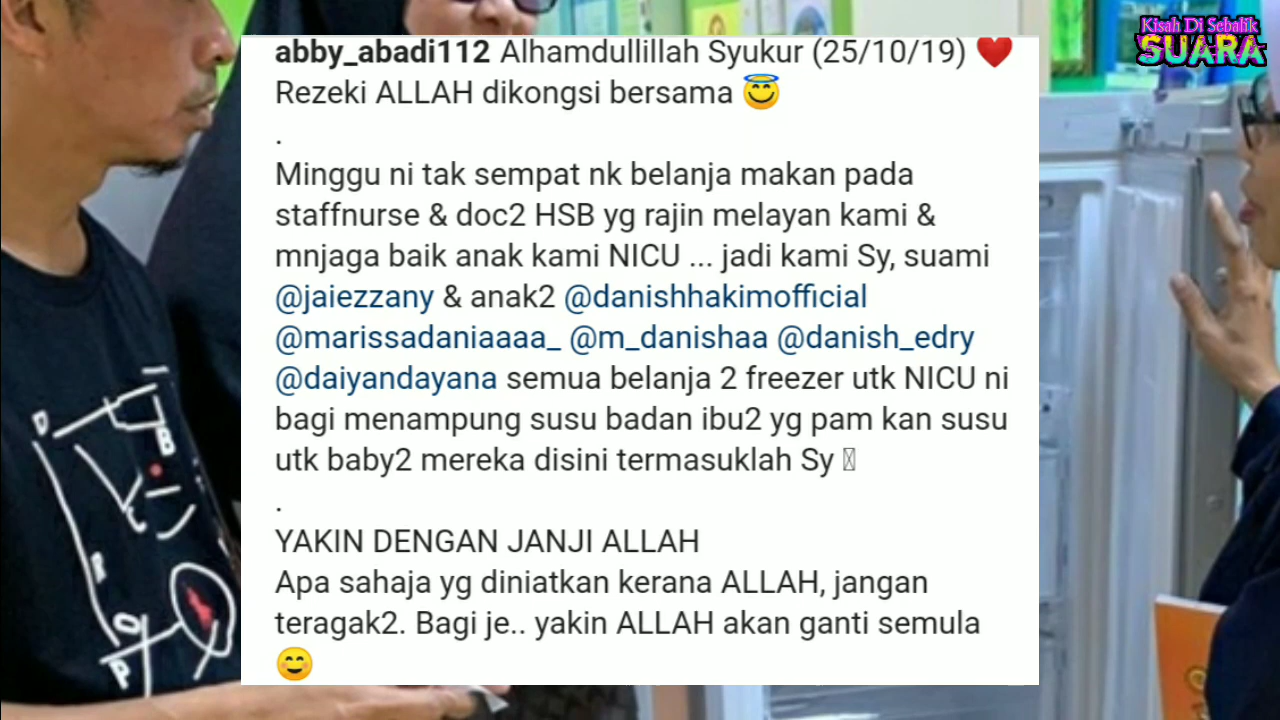 Kisah Di Sebalik
SUARA
abby_abadi112 Alhamdullillah Syukur (25/10/19) ❤️
Rezeki ALLAH dikongsi bersama 😇
.
Minggu ni tak sempat nk belanja makan pada
staffnurse & doc2 HSB yg rajin melayan kami &
mnjaga baik anak kami NICU ... jadi kami Sy, suami
@jaiezzany & anak2 @danishhakimofficial
@marissadaniaaaa_ @m_danishaa @danish_edry
@daiyandayana semua belanja 2 freezer utk NICU ni
bagi menampung susu badan ibu2 yg pam kan susu
utk baby2 mereka disini termasuklah Sy
.
YAKIN DENGAN JANJI ALLAH
Apa sahaja yg diniatkan kerana ALLAH, jangan
teragak2. Bagi je.. yakin ALLAH akan ganti semula
😊